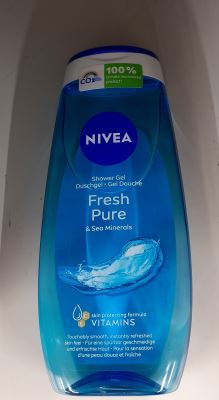 100%
NIVEA
Shower Gel
Duschgel • Gel Douche
Fresh
Pure
& Sea Minerals
C
E
skin protecting formula
VITAMINS
Touchably smooth, instantly refreshed
skin feel • Für eine spürbar geschmeidige
und erfrischte Haut • Pour la sensation
d'une peau douce et fraîche